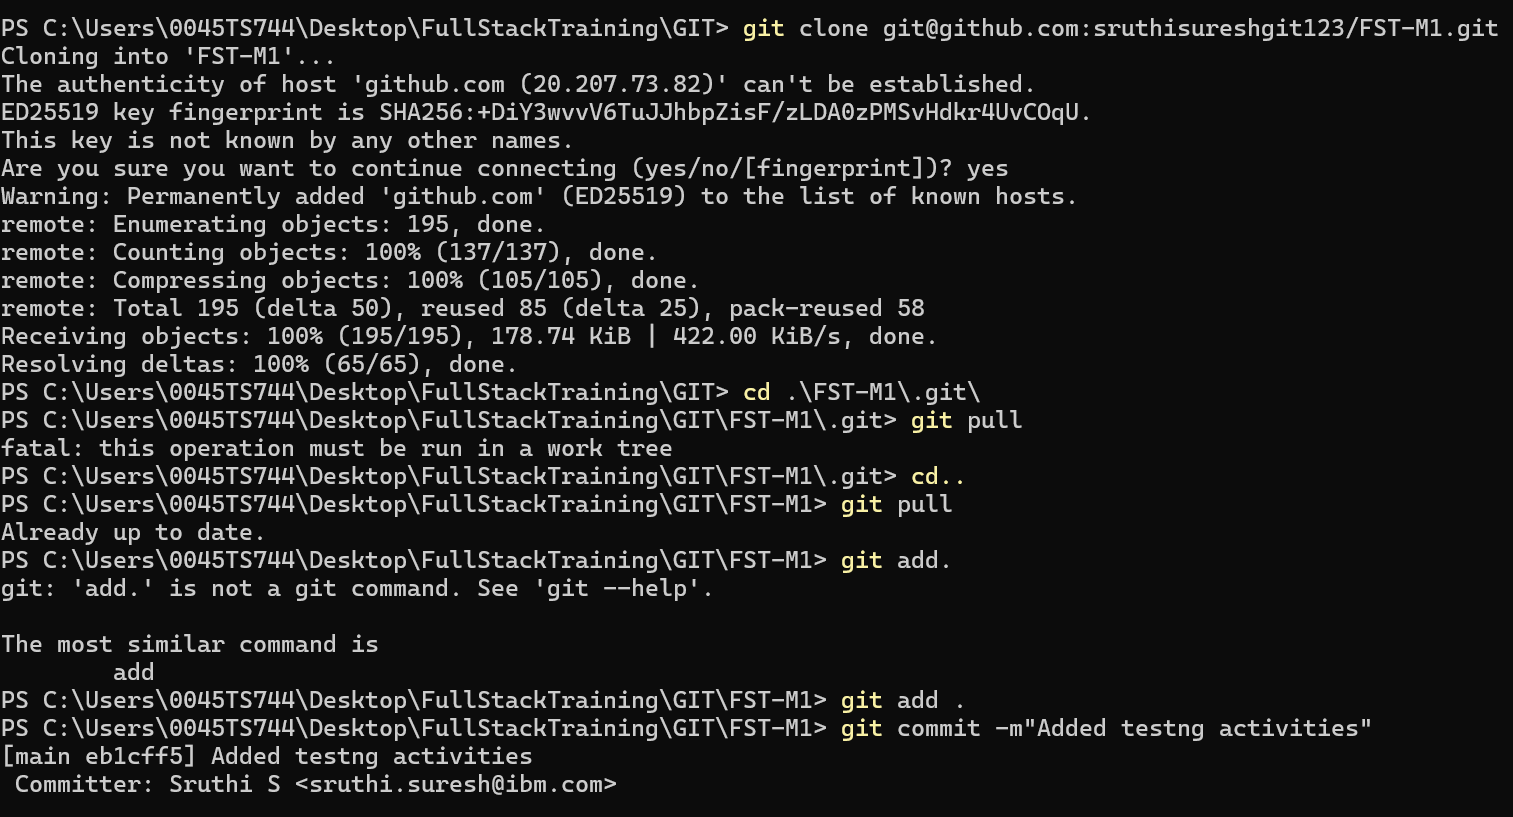 PS C:\Users\0045TS744\Desktop\FullStackTraining\GIT> git clone git@github.com:sruthisureshgit123/FST-M1.git
Cloning into 'FST-M1'...
The authenticity of host 'github.com (20.207.73.82)' can't be established.
ED25519 key fingerprint is SHA256:+DiY3wvvV6TuJJhbpZisF/zLDA0zPMSvHdkr4UvCOqU.
This key is not known by any other names.
Are you sure you want to continue connecting (yes/no/[fingerprint])? yes
Warning: Permanently added 'github.com' (ED25519) to the list of known hosts.
remote: Enumerating objects: 195, done.
remote: Counting objects: 100% (137/137), done.
remote: Compressing objects: 100% (105/105), done.
remote: Total 195 (delta 50), reused 85 (delta 25), pack-reused 58
Receiving objects: 100% (195/195), 178.74 KiB | 422.00 KiB/s, done.
Resolving deltas: 100% (65/65), done.
PS C:\Users\0045TS744\Desktop\FullStackTraining\GIT> cd .\FST-M1\.git\
PS C:\Users\0045TS744\Desktop\FullStackTraining\GIT\FST-M1\.git> git pull
fatal: this operation must be run in a work tree
PS C:\Users\0045TS744\Desktop\FullStackTraining\GIT\FST-M1\.git> cd..
PS C:\Users\0045TS744\Desktop\FullStackTraining\GIT\FST-M1> git pull
Already up to date.
PS C:\Users\0045TS744\Desktop\FullStackTraining\GIT\FST-M1> git add.
git: 'add.' is not a git command. See 'git --help'.
The most similar command is
add
PS C:\Users\0045TS744\Desktop\FullStackTraining\GIT\FST-M1> git add .
PS C:\Users\0045TS744\Desktop\FullStackTraining\GIT\FST-M1> git commit -m"Added testng activities"
[main eb1cff5] Added testng activities
Committer: Sruthi S <sruthi.suresh@ibm.com>